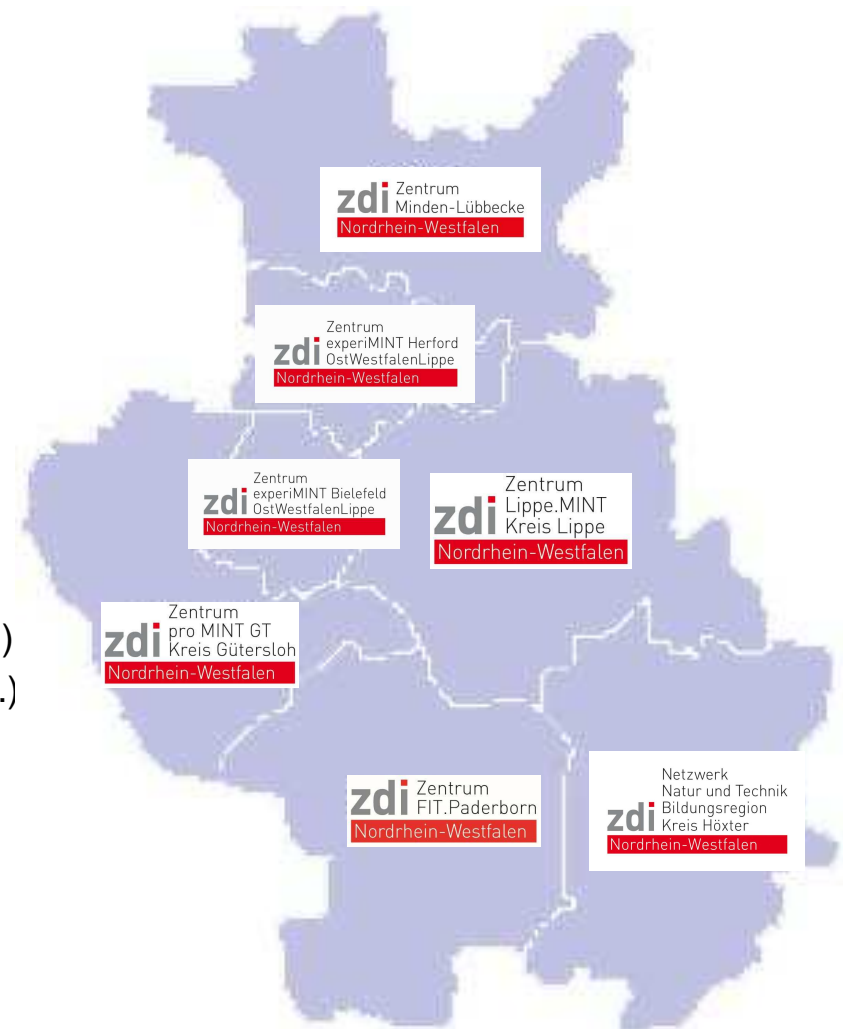 zdi Zentrum
Minden-Lübbecke
Nordrhein-Westfalen
Zentrum
experiMINT Herford
zdi OstWestfalenLippe
Nordrhein-Westfalen
Zentrum
experiMINT Bielefeld
zdi OstWestfalenLippe
Nordrhein-Westfalen
Zentrum
Lippe.MINT
zdi Kreis Lippe
Nordrhein-Westfalen
Zentrum
pro MINT GT
zdi Kreis Gütersloh
Nordrhein-Westfalen
)
.)
zdi Zentrum
FIT.Paderborn
Nordrhein-Westfalen
Netzwerk
Natur und Technik
Bildungsregion
zdi Kreis Höxter
Nordrhein-Westfalen